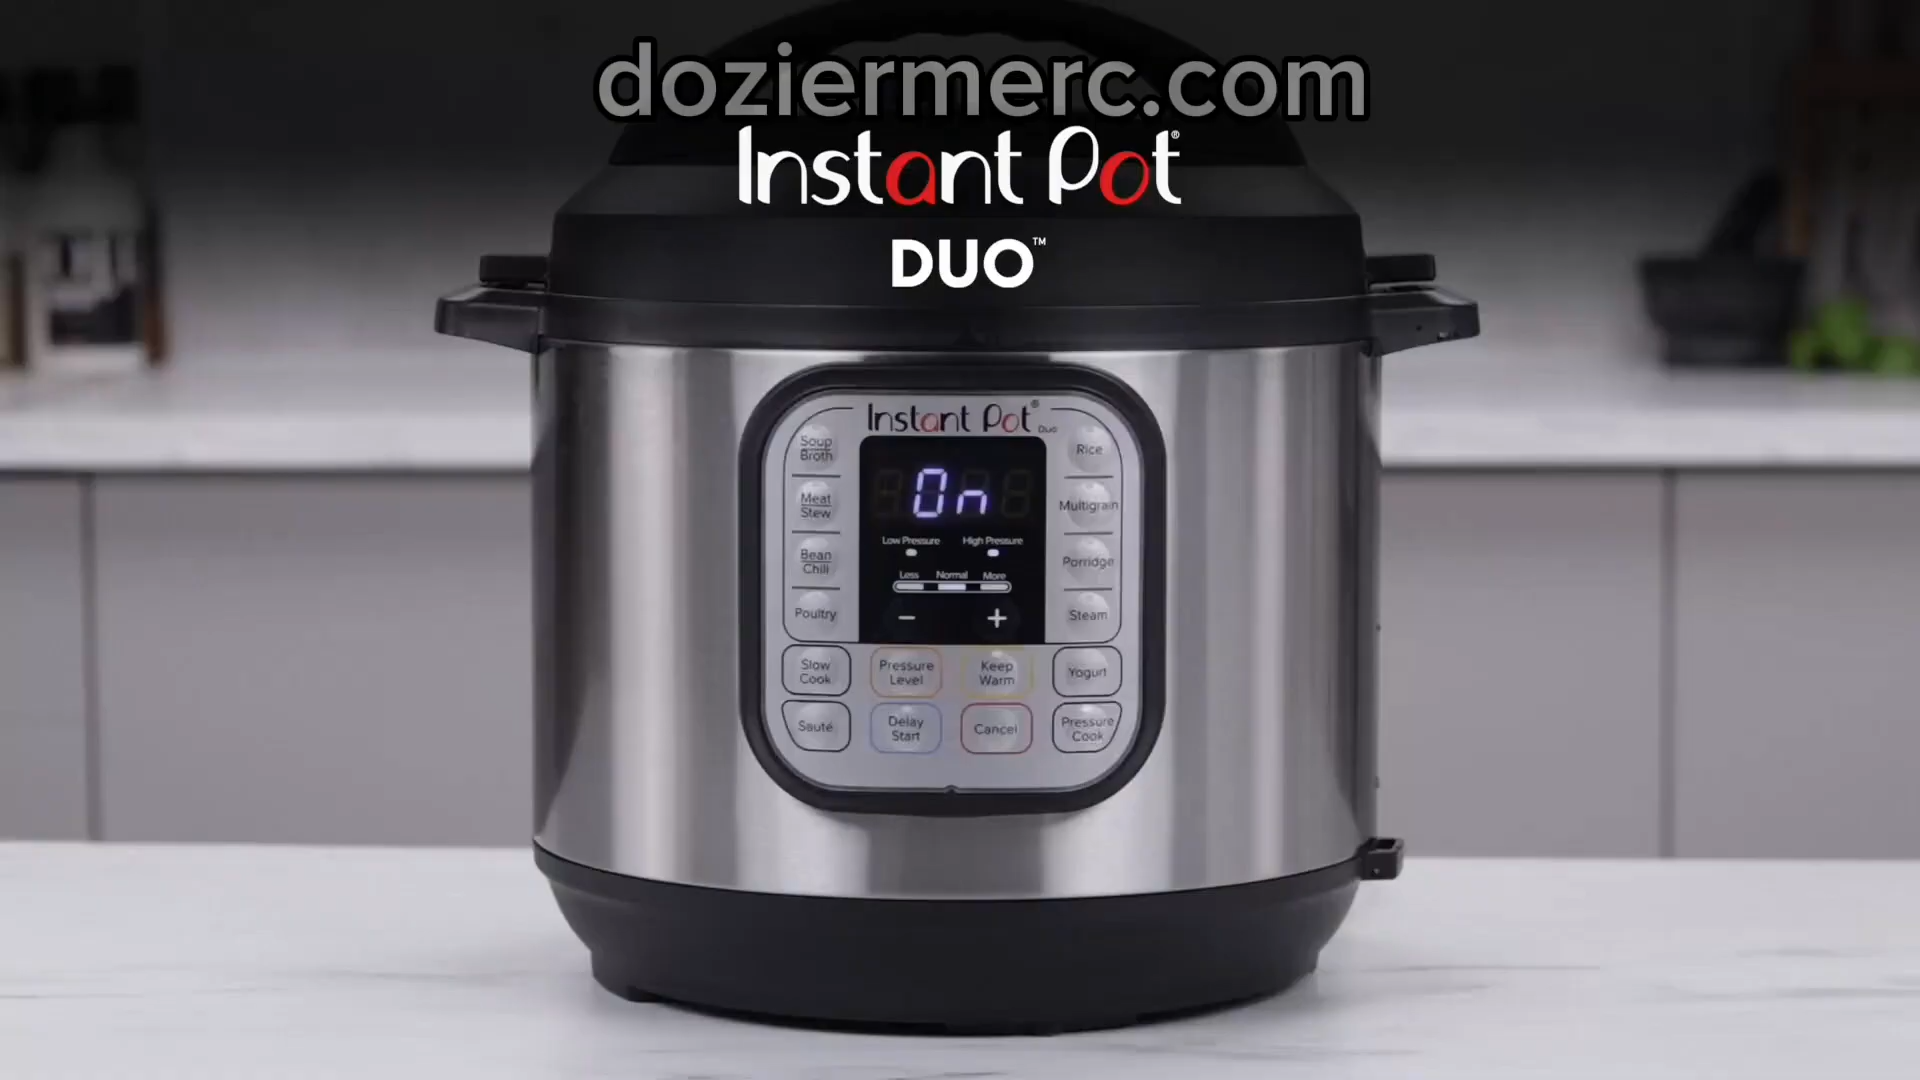 doziermerc.com
Instant Pot®
DUO™
Instant Pot® Duo
Soup
Broth
Meat
Stew
Bean
Chili
Poultry
On
Low Pressure High Pressure
Less Normal More
− +
Rice
Multigrain
Porridge
Steam
Slow
Cook
Pressure
Level
Keep
Warm
Yogurt
Sauté
Delay
Start
Cancel
Pressure
Cook